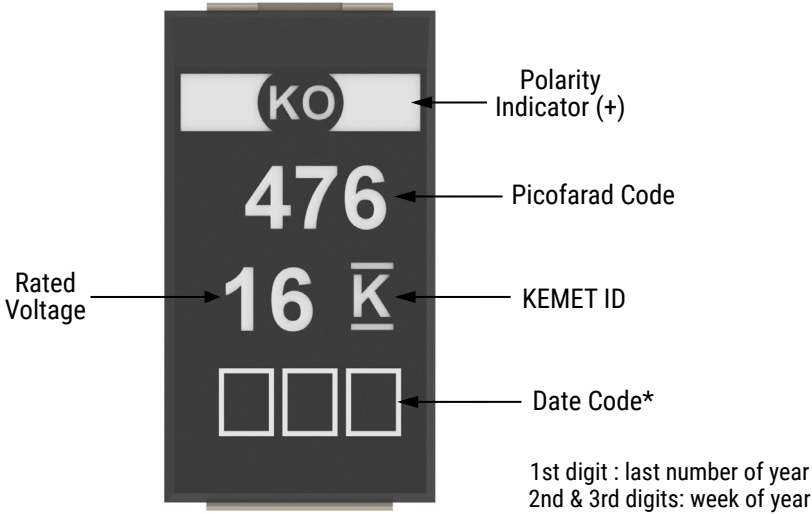 KO
Polarity
Indicator (+)
476
Picofarad Code
Rated
Voltage
16 K
KEMET ID
Date Code*
1st digit : last number of year
2nd & 3rd digits: week of year